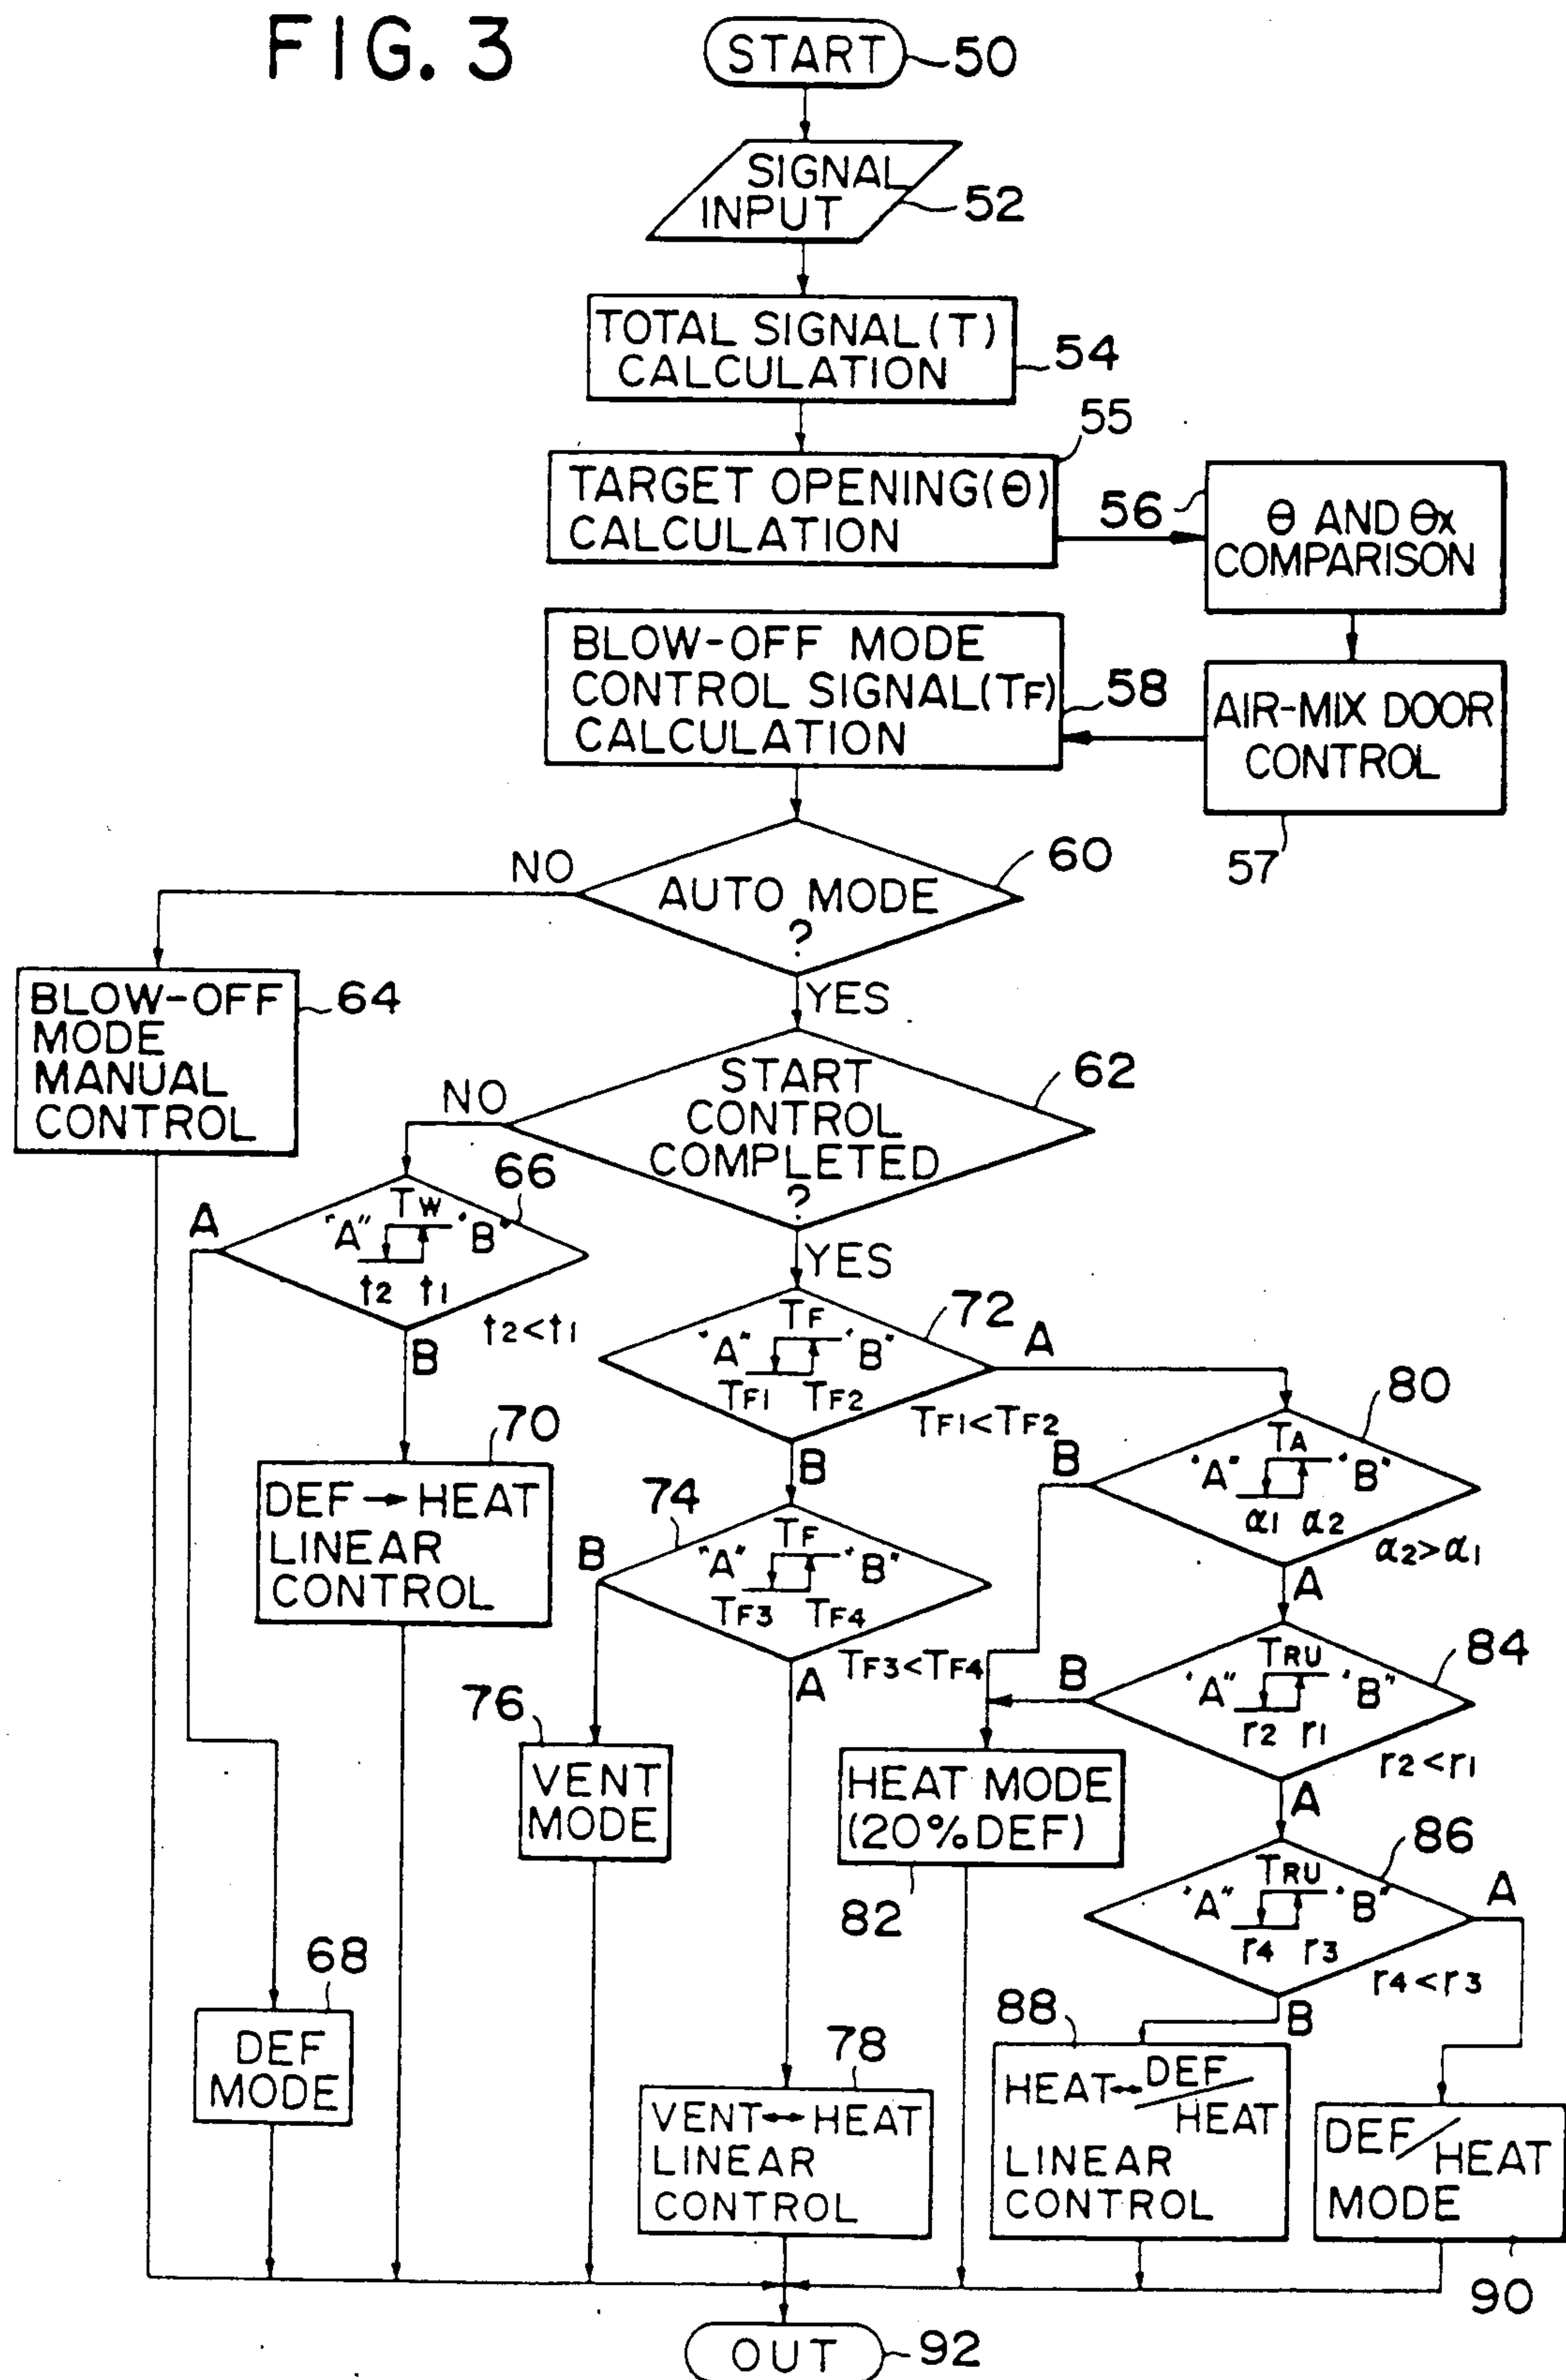 FIG. 3
START
50
SIGNAL
INPUT
52
TOTAL SIGNAL(T)
CALCULATION
54
55
TARGET OPENING(θ)
CALCULATION
56
θ AND θx
COMPARISON
BLOW-OFF MODE
CONTROL SIGNAL(TF)
CALCULATION
58
AIR-MIX DOOR
CONTROL
57
NO
AUTO MODE
?
60
YES
BLOW-OFF
MODE
MANUAL
CONTROL
64
NO
START
CONTROL
COMPLETED
?
62
YES
A
66
TW
"A" "B"
t2 t1
t2<t1
B
72
TF
"A" "B"
TF1 TF2
TF1<TF2
A
B
80
TA
"A" "B"
α1 α2
α2>α1
B
A
70
DEF→HEAT
LINEAR
CONTROL
74
TF
"A" "B"
TF3 TF4
TF3<TF4
B
A
84
TRU
"A" "B"
r2 r1
r2<r1
B
A
76
VENT
MODE
HEAT MODE
(20%DEF)
82
86
TRU
"A" "B"
r4 r3
r4<r3
A
B
68
DEF
MODE
78
VENT↔HEAT
LINEAR
CONTROL
88
HEAT↔DEF/HEAT
LINEAR
CONTROL
DEF/HEAT
MODE
90
OUT
92